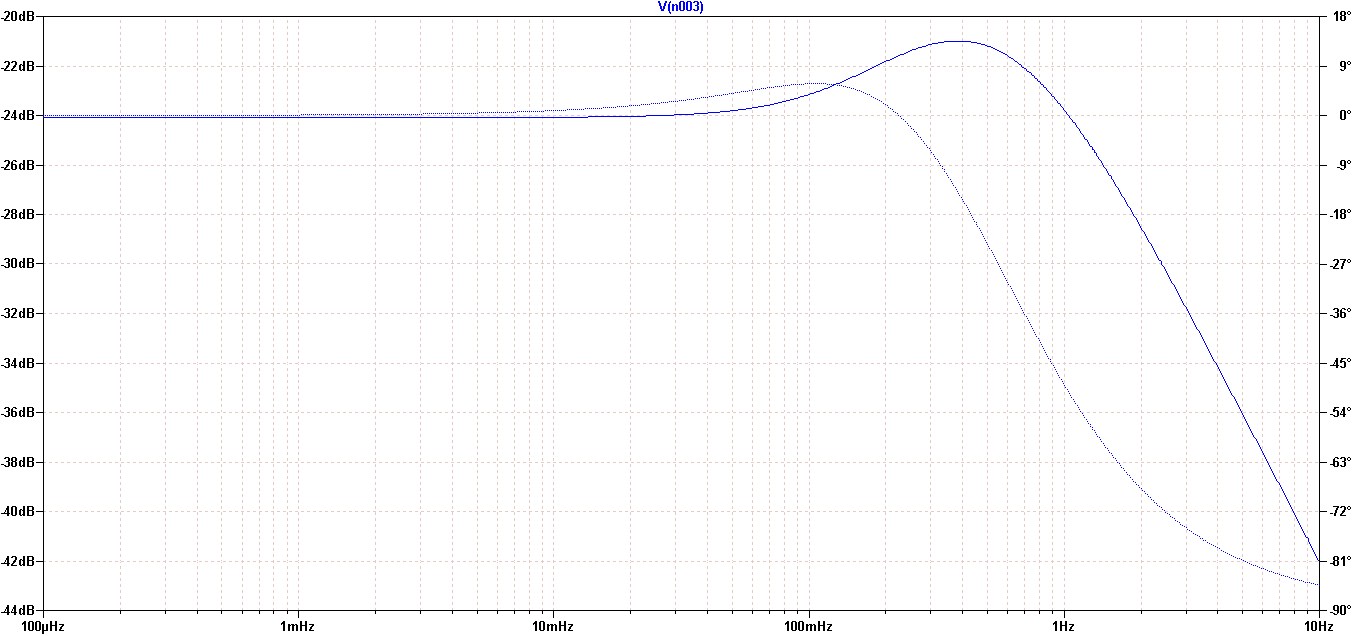 V(n003)
-20dB 18°
-22dB 9°
-24dB 0°
-26dB -9°
-28dB -18°
-30dB -27°
-32dB -36°
-34dB -45°
-36dB -54°
-38dB -63°
-40dB -72°
-42dB -81°
-44dB -90°
100µHz 1mHz 10mHz 100mHz 1Hz 10Hz